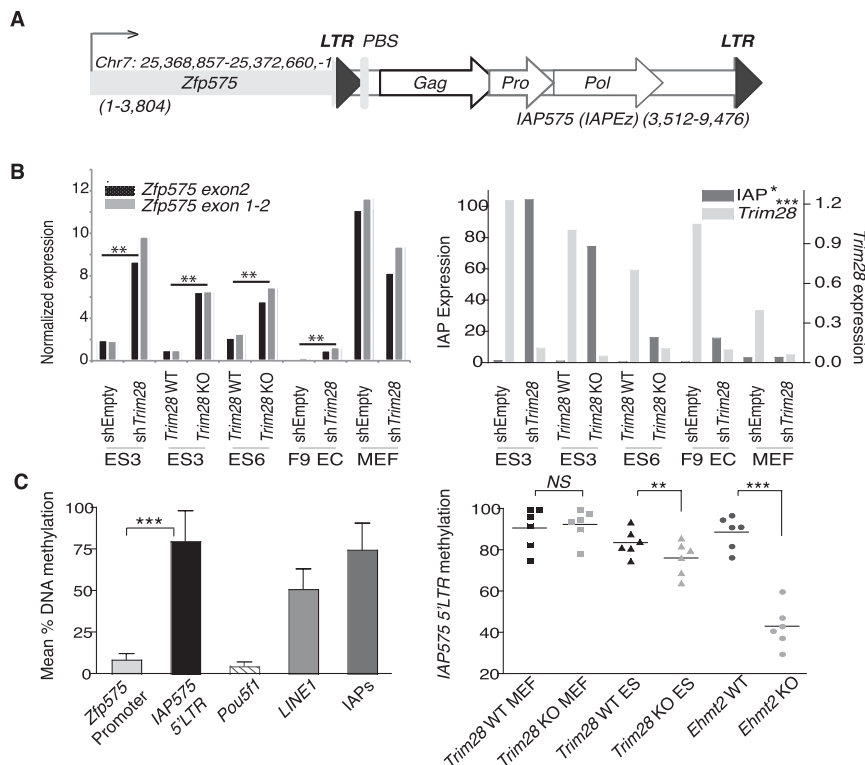 A
LTR PBS LTR
Chr7: 25,368,857-25,372,660,-1
Zfp575 Gag Pro Pol
(1-3,804) IAP575 (IAPEz) (3,512-9,476)
B
Normalized expression
12
8
4
0
Zfp575 exon2
Zfp575 exon 1-2
** ** ** **
shEmpty shTrim28 Trim28 WT Trim28 KO Trim28 WT Trim28 KO shEmpty shTrim28 shEmpty shTrim28
ES3 ES3 ES6 F9 EC MEF
IAP Expression
100
80
60
40
20
0
IAP *
Trim28 ***
1.2
0.9
0.6
0.3
0.0
Trim28 expression
shEmpty shTrim28 Trim28 WT Trim28 KO Trim28 WT Trim28 KO shEmpty shTrim28 shEmpty shTrim28
ES3 ES3 ES6 F9 EC MEF
C
Mean % DNA methylation
100
75
50
25
0
***
Zfp575 Promoter
IAP575 5'LTR
Pou5f1
LINE1
IAPs
IAP575 5'LTR methylation
100
80
60
40
20
NS ** ***
Trim28 WT MEF
Trim28 KO MEF
Trim28 WT ES
Trim28 KO ES
Ehmt2 WT
Ehmt2 KO